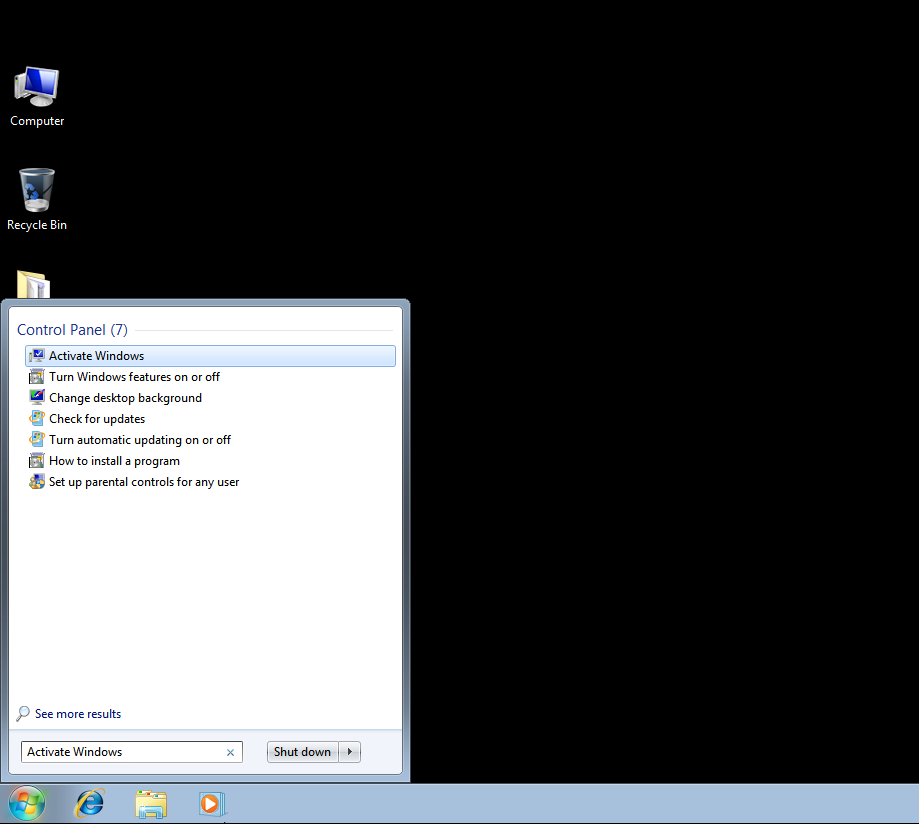 Computer
Recycle Bin
Control Panel (7)
Activate Windows
Turn Windows features on or off
Change desktop background
Check for updates
Turn automatic updating on or off
How to install a program
Set up parental controls for any user
See more results
Activate Windows
Shut down